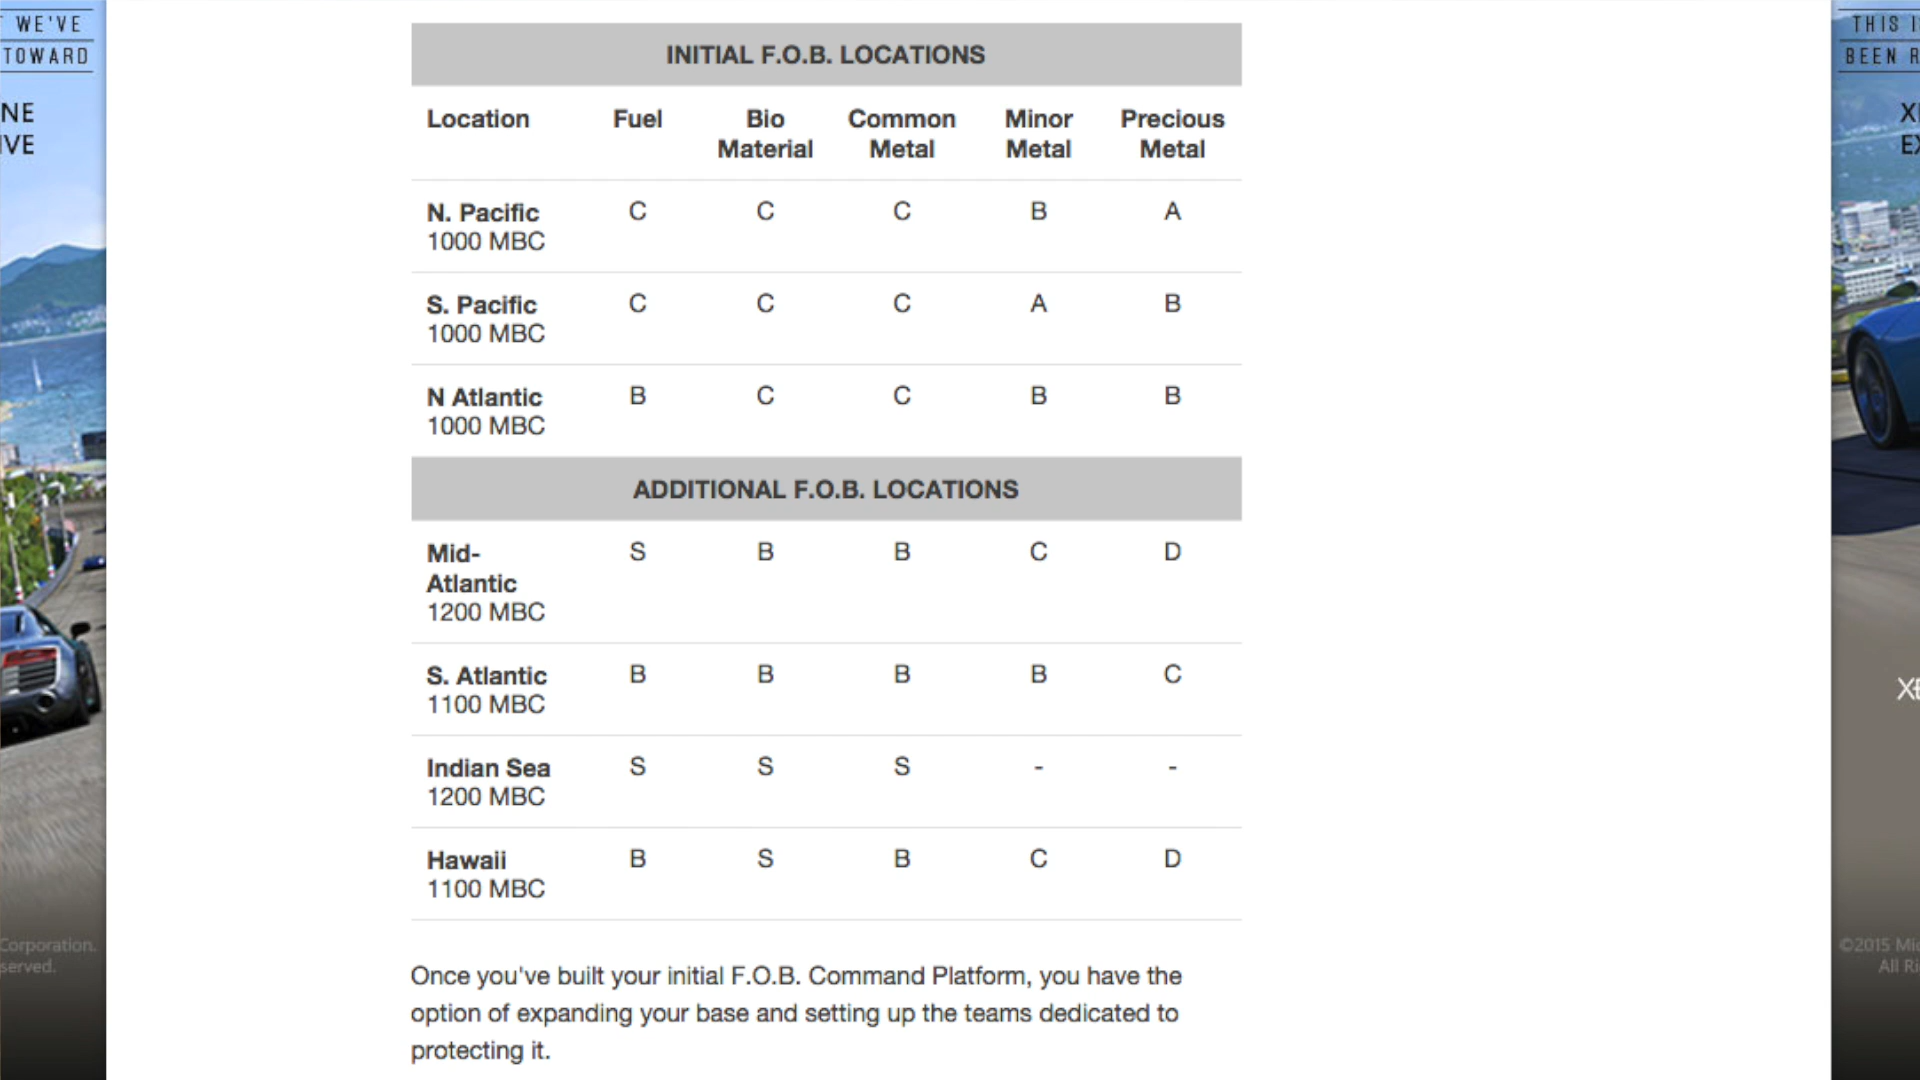 WE'VE
TOWARD
NE
IVE
Corporation.
served.
INITIAL F.O.B. LOCATIONS
Location Fuel Bio Material Common Metal Minor Metal Precious Metal
N. Pacific C C C B A
1000 MBC
S. Pacific C C C A B
1000 MBC
N Atlantic B C C B B
1000 MBC
ADDITIONAL F.O.B. LOCATIONS
Mid- S B B C D
Atlantic
1200 MBC
S. Atlantic B B B B C
1100 MBC
Indian Sea S S S - -
1200 MBC
Hawaii B S B C D
1100 MBC
Once you've built your initial F.O.B. Command Platform, you have the
option of expanding your base and setting up the teams dedicated to
protecting it.
THIS I
BEEN R
X
E
©2015 Mic
All Ri